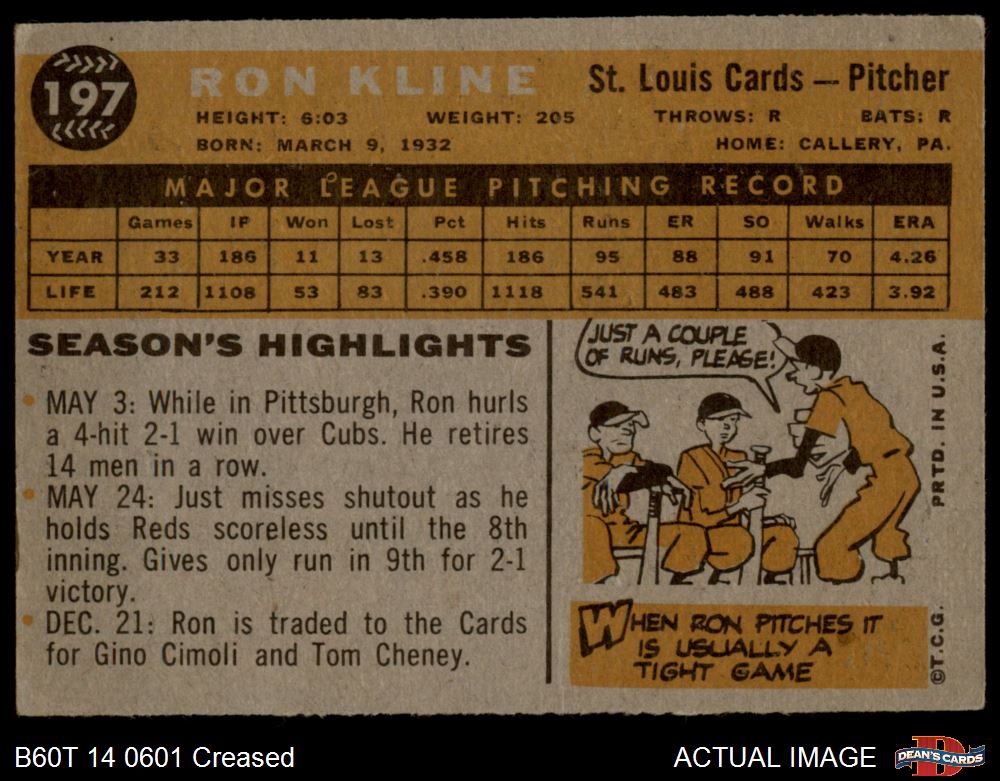 197
RON KLINE
St. Louis Cards — Pitcher
HEIGHT: 6:03 WEIGHT: 205 THROWS: R BATS: R
BORN: MARCH 9, 1932 HOME: CALLERY, PA.
MAJOR LEAGUE PITCHING RECORD
Games IP Won Lost Pct Hits Runs ER SO Walks ERA
YEAR 33 186 11 13 .458 186 95 88 91 70 4.26
LIFE 212 1108 53 83 .390 1118 541 483 488 423 3.92
SEASON'S HIGHLIGHTS
• MAY 3: While in Pittsburgh, Ron hurls
a 4-hit 2-1 win over Cubs. He retires
14 men in a row.
• MAY 24: Just misses shutout as he
holds Reds scoreless until the 8th
inning. Gives only run in 9th for 2-1
victory.
• DEC. 21: Ron is traded to the Cards
for Gino Cimoli and Tom Cheney.
JUST A COUPLE
OF RUNS, PLEASE!
WHEN RON PITCHES IT
IS USUALLY A
TIGHT GAME
©T.C.G. PRTD. IN U.S.A.
B60T 14 0601 Creased
ACTUAL IMAGE
D
DEAN'S CARDS